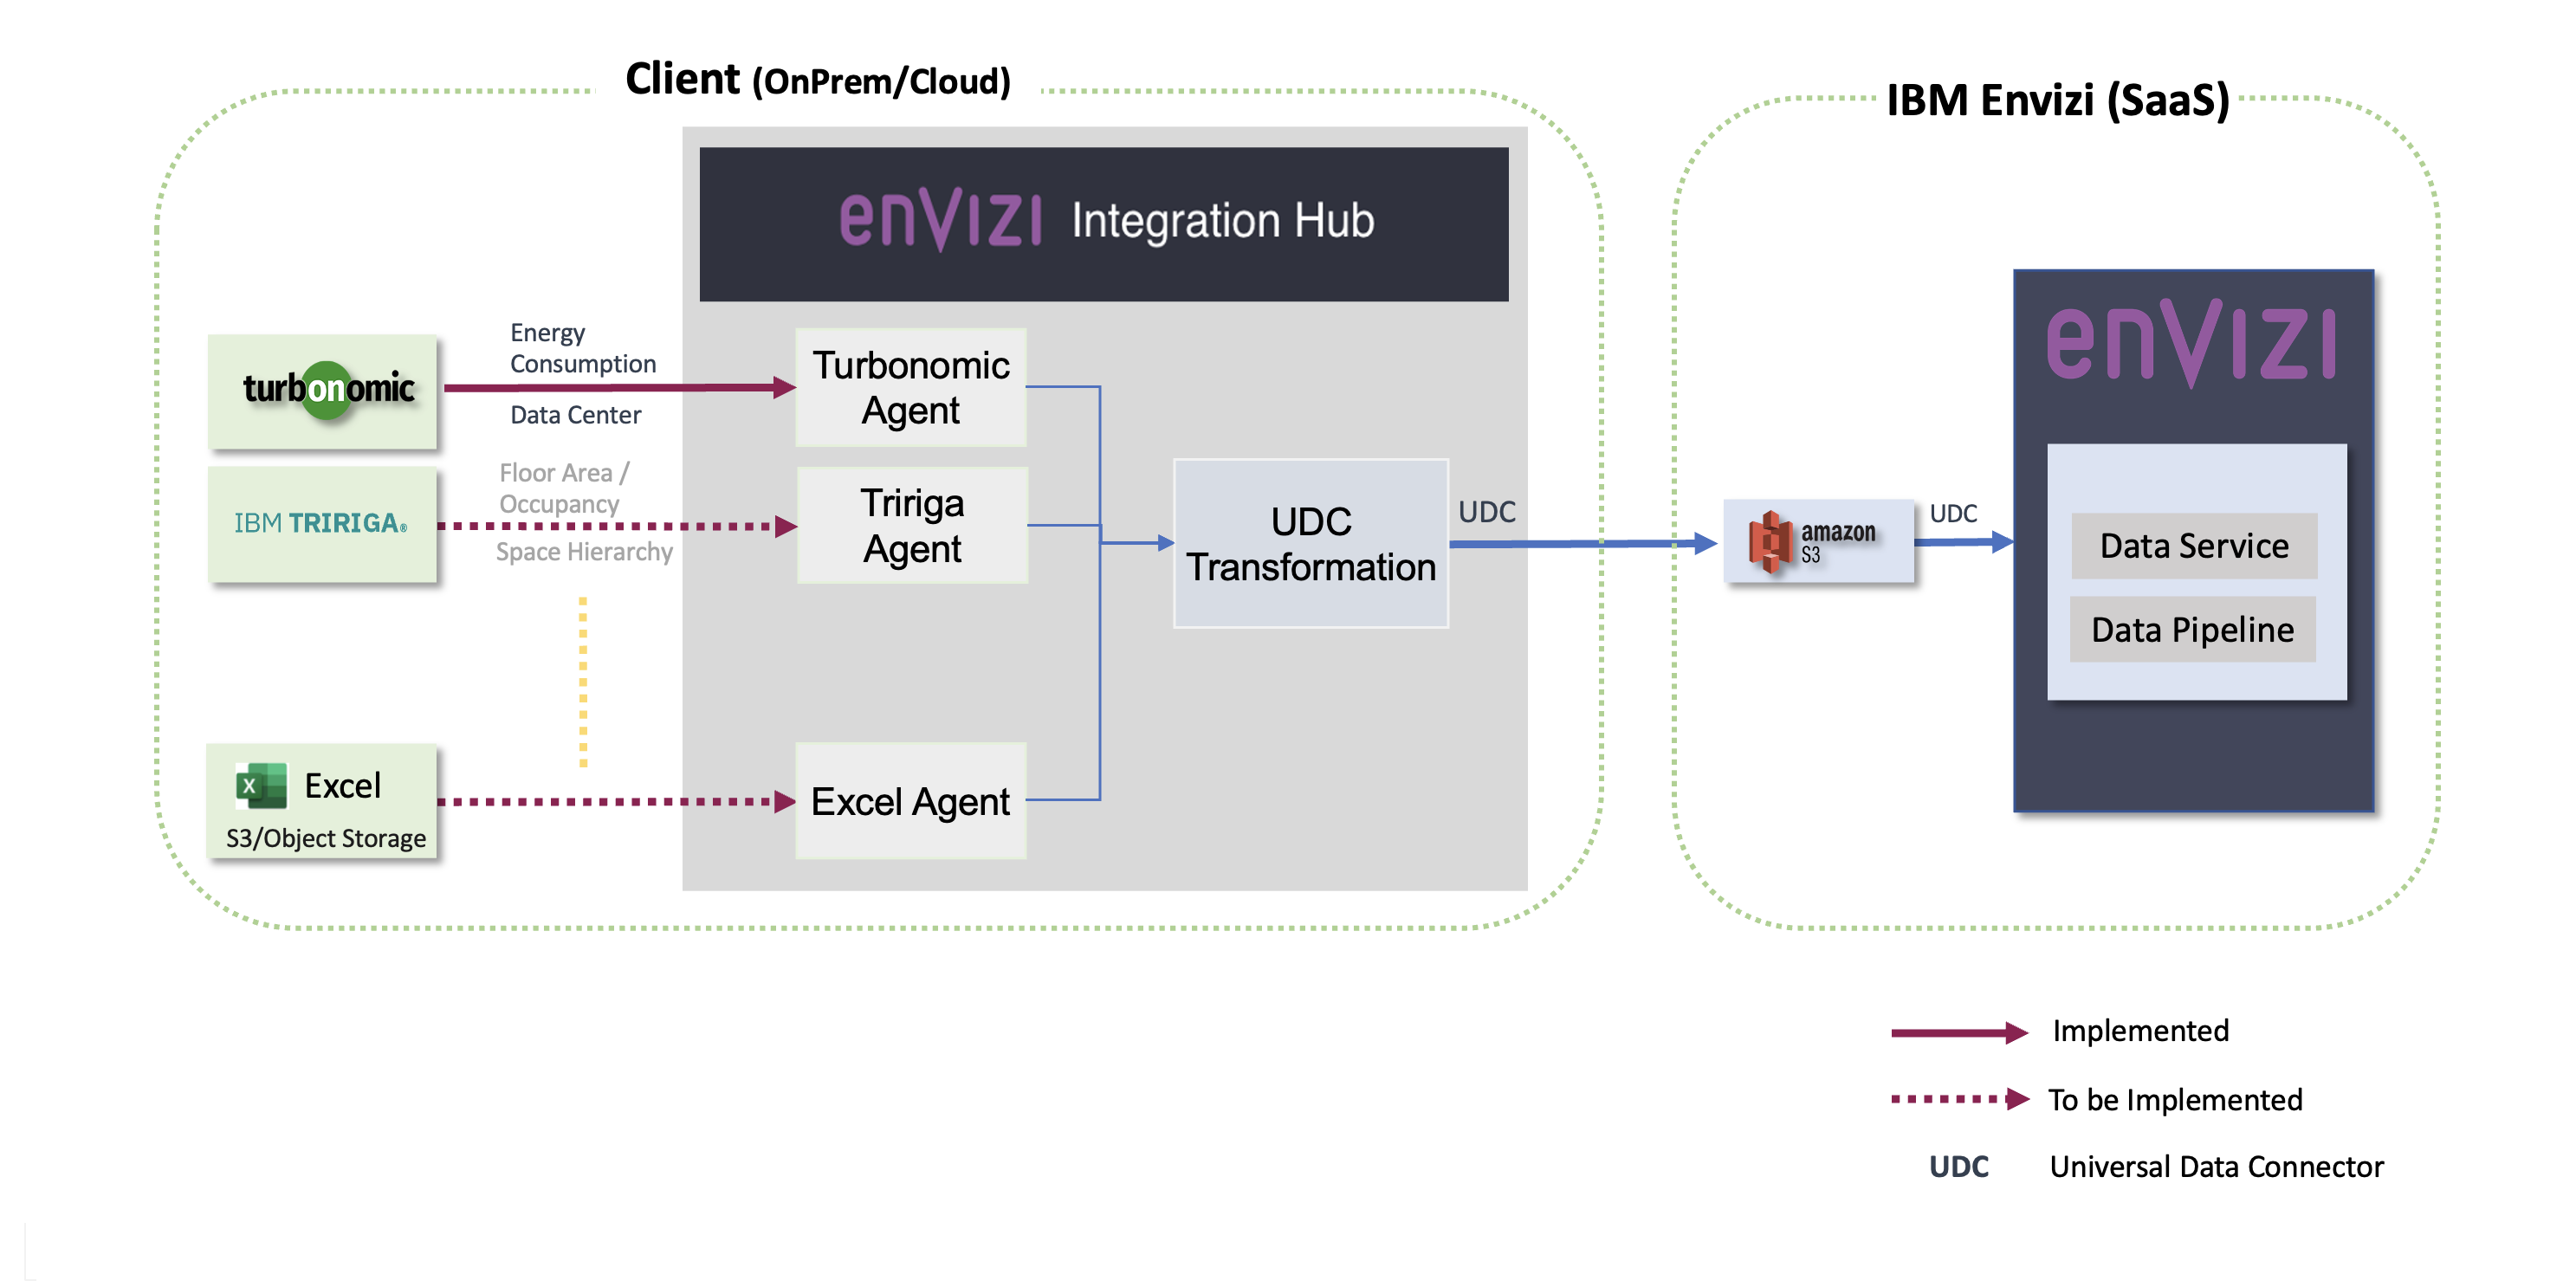 Client (OnPrem/Cloud)
IBM Envizi (SaaS)
enVizi Integration Hub
enVizi
turbonomic
Energy
Consumption
Data Center
Turbonomic
Agent
IBM TRIRIGA®
Floor Area /
Occupancy
Space Hierarchy
Tririga
Agent
UDC
Transformation
UDC
amazon
S3
UDC
Data Service
Data Pipeline
X
Excel
S3/Object Storage
Excel Agent
Implemented
To be Implemented
UDC Universal Data Connector